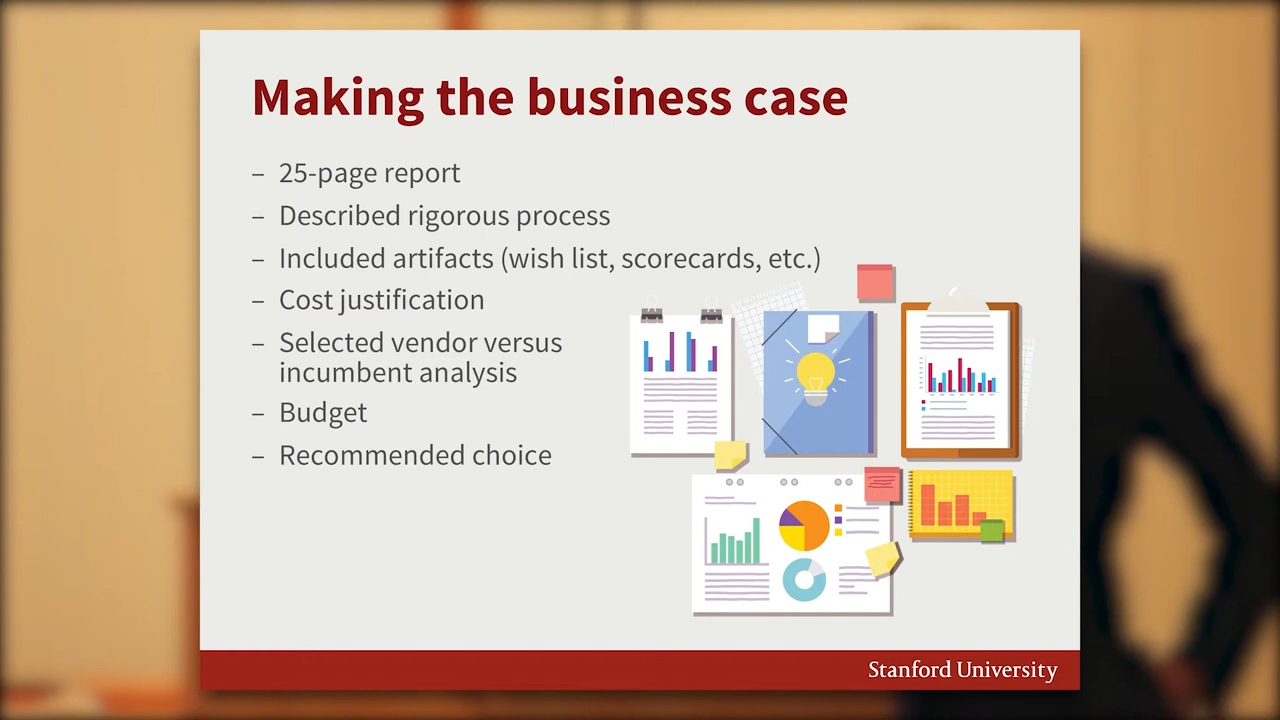 Making the business case
– 25-page report
– Described rigorous process
– Included artifacts (wish list, scorecards, etc.)
– Cost justification
– Selected vendor versus
incumbent analysis
– Budget
– Recommended choice
Stanford University